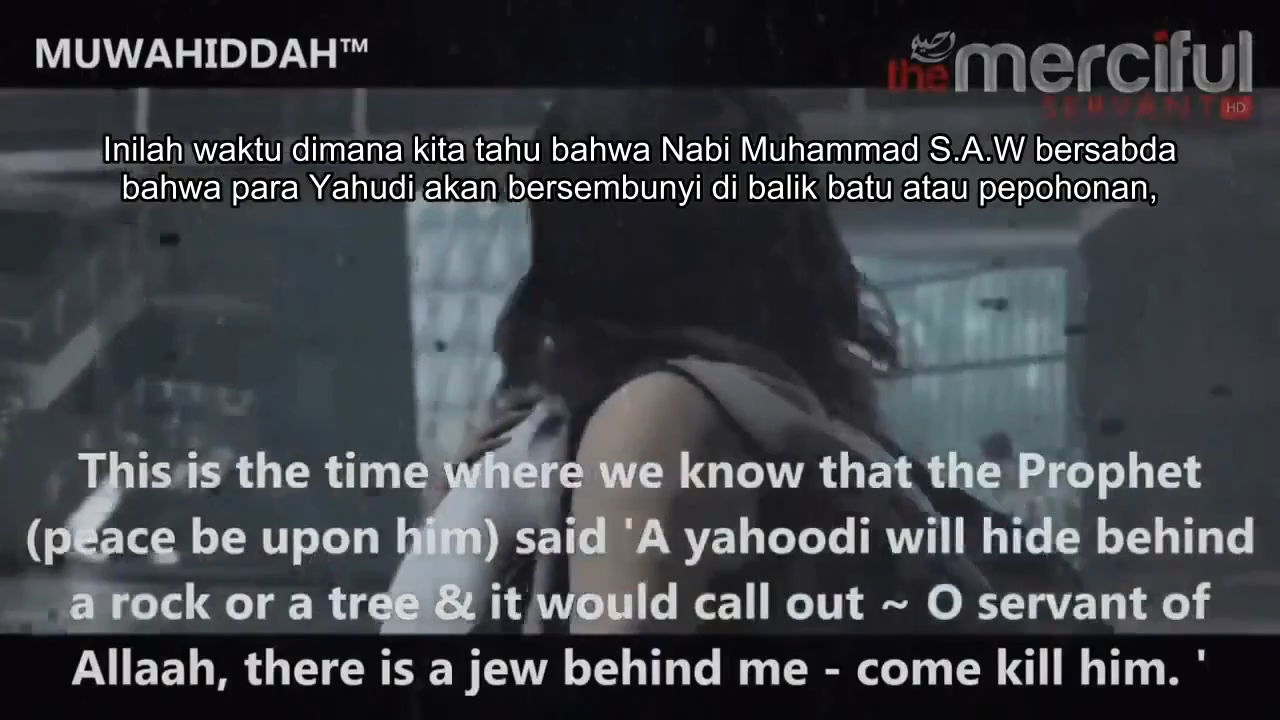 MUWAHIDDAH™
the merciful
SERVANT HD
Inilah waktu dimana kita tahu bahwa Nabi Muhammad S.A.W bersabda
bahwa para Yahudi akan bersembunyi di balik batu atau pepohonan,
This is the time where we know that the Prophet
(peace be upon him) said 'A yahoodi will hide behind
a rock or a tree & it would call out ~ O servant of
Allaah, there is a jew behind me - come kill him. '